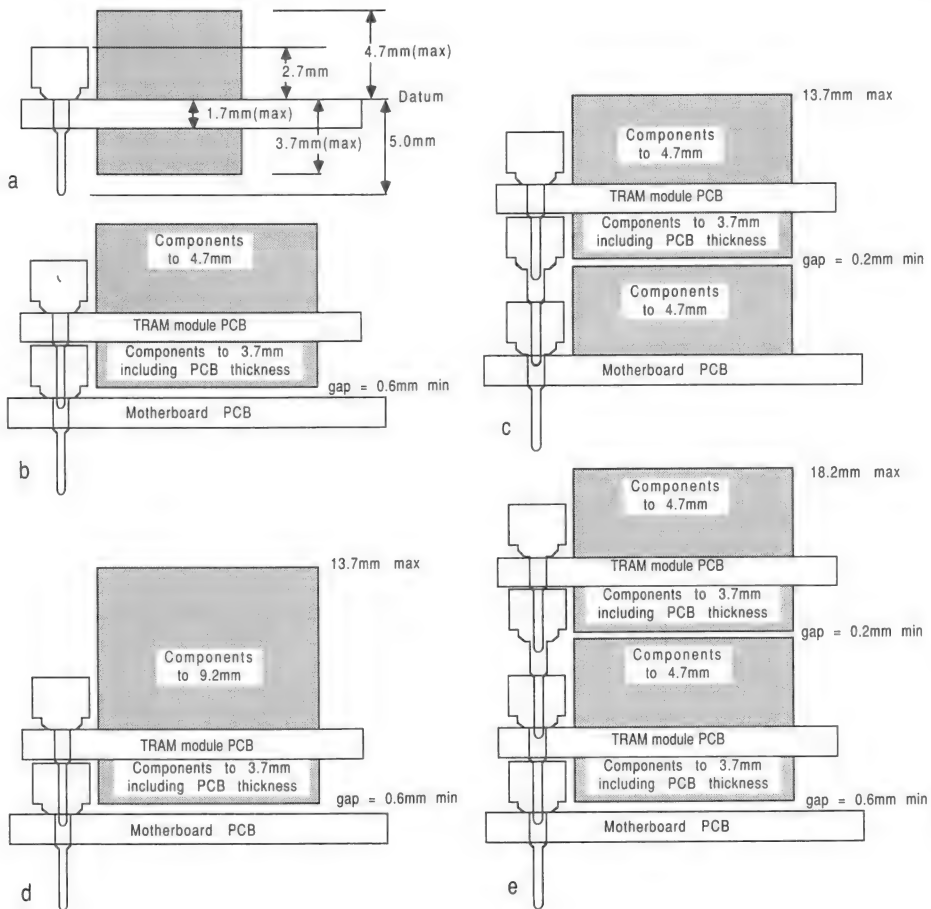 4.7mm(max)
2.7mm
Datum
1.7mm(max)
3.7mm(max)
5.0mm
a
Components
to 4.7mm
TRAM module PCB
Components to 3.7mm
including PCB thickness
gap = 0.6mm min
Motherboard PCB
b
13.7mm max
Components
to 4.7mm
TRAM module PCB
Components to 3.7mm
including PCB thickness
gap = 0.2mm min
Components
to 4.7mm
Motherboard PCB
c
13.7mm max
Components
to 9.2mm
TRAM module PCB
Components to 3.7mm
including PCB thickness
gap = 0.6mm min
Motherboard PCB
d
18.2mm max
Components
to 4.7mm
TRAM module PCB
Components to 3.7mm
including PCB thickness
gap = 0.2mm min
Components
to 4.7mm
TRAM module PCB
Components to 3.7mm
including PCB thickness
gap = 0.6mm min
Motherboard PCB
e